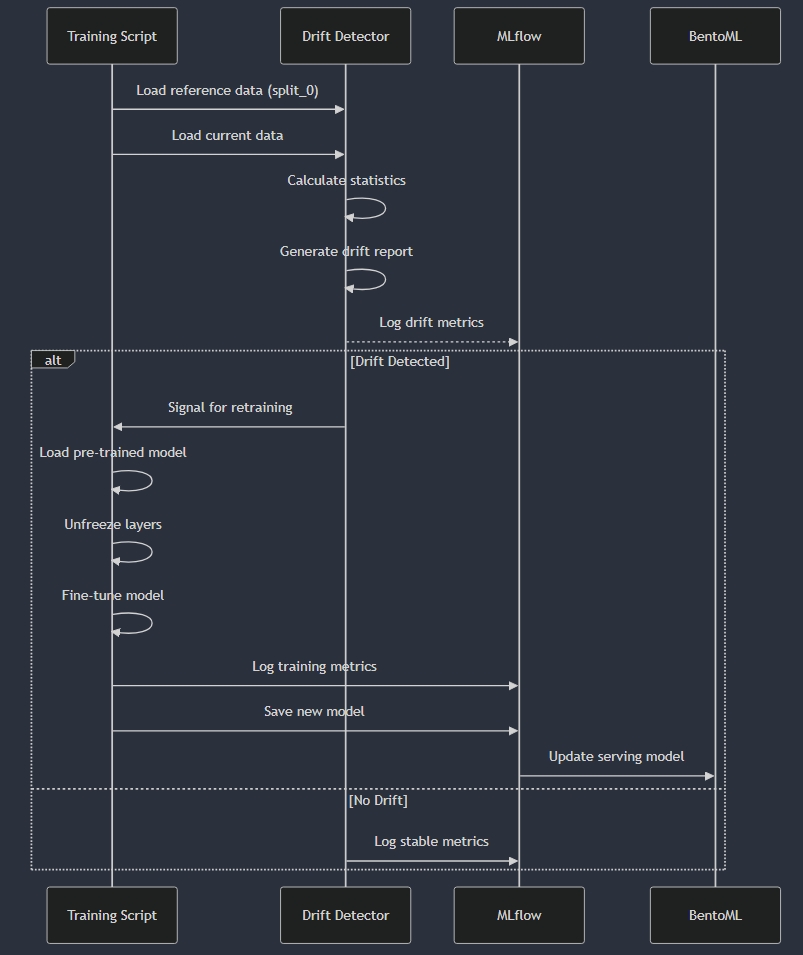 Training Script
Drift Detector
MLflow
BentoML
Load reference data (split_0)
Load current data
Calculate statistics
Generate drift report
Log drift metrics
alt
[Drift Detected]
Signal for retraining
Load pre-trained model
Unfreeze layers
Fine-tune model
Log training metrics
Save new model
Update serving model
[No Drift]
Log stable metrics
Training Script
Drift Detector
MLflow
BentoML